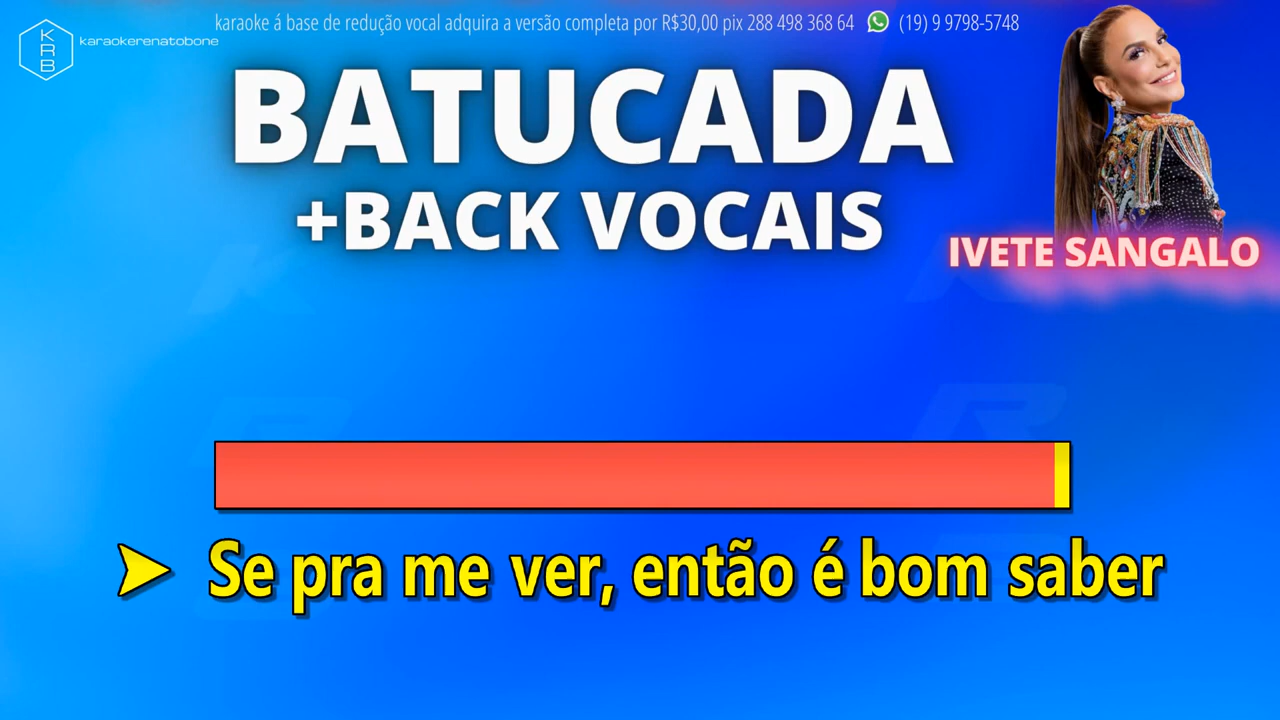 karaoke á base de redução vocal adquira a versão completa por R$30,00 pix 288 498 368 64 (19) 9 9798-5748
KRB
karaokerenatobone
BATUCADA
+BACK VOCAIS
IVETE SANGALO
Se pra me ver, então é bom saber